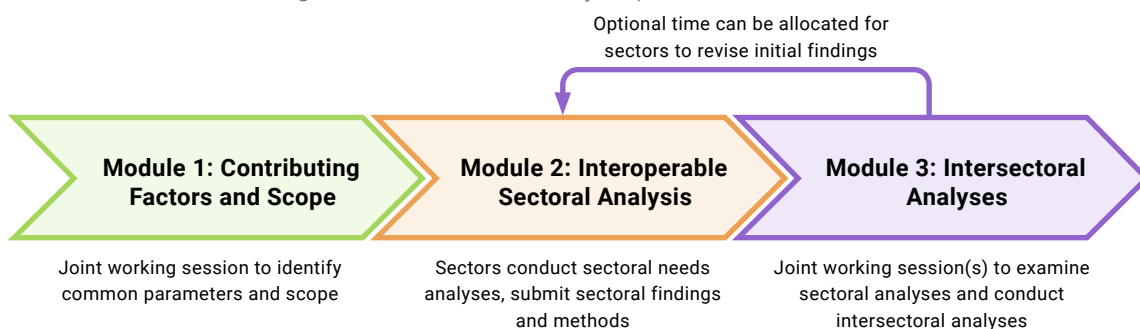 Optional time can be allocated for
sectors to revise initial findings
Module 1: Contributing
Factors and Scope
Module 2: Interoperable
Sectoral Analysis
Module 3: Intersectoral
Analyses
Joint working session to identify
common parameters and scope
Sectors conduct sectoral needs
analyses, submit sectoral findings
and methods
Joint working session(s) to examine
sectoral analyses and conduct
intersectoral analyses